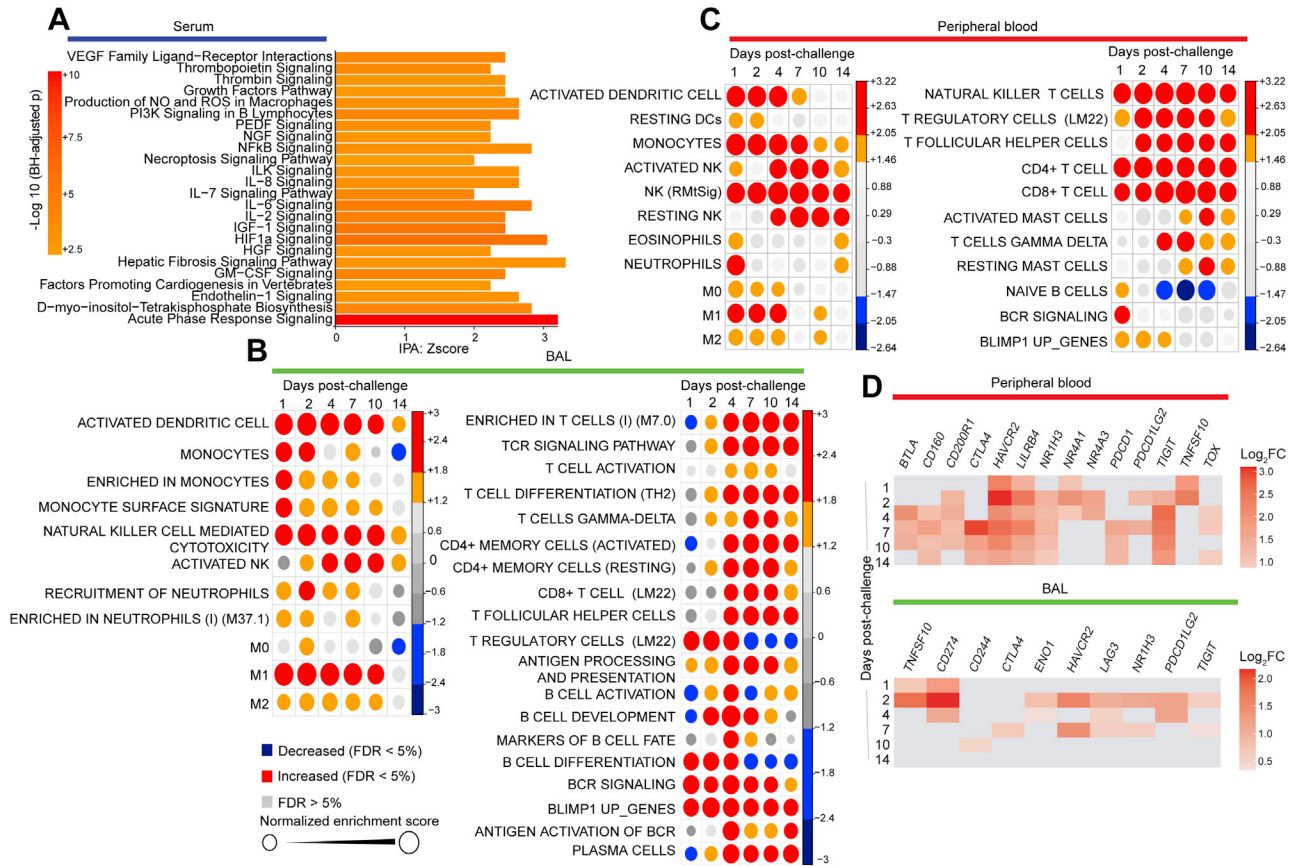 A
Serum
-Log 10 (BH-adjusted p)
+10
+7.5
+5
+2.5
VEGF Family Ligand−Receptor Interactions
Thrombopoietin Signaling
Thrombin Signaling
Growth Factors Pathway
Production of NO and ROS in Macrophages
PI3K Signaling in B Lymphocytes
PEDF Signaling
NGF Signaling
NFkB Signaling
Necroptosis Signaling Pathway
ILK Signaling
IL−8 Signaling
IL−7 Signaling Pathway
IL−6 Signaling
IL−2 Signaling
IGF−1 Signaling
HIF1a Signaling
HGF Signaling
Hepatic Fibrosis Signaling Pathway
GM−CSF Signaling
Factors Promoting Cardiogenesis in Vertebrates
Endothelin−1 Signaling
D−myo−inositol−Tetrakisphosphate Biosynthesis
Acute Phase Response Signaling
0 1 2 3
IPA: Zscore
B
BAL
Days post-challenge
1 2 4 7 10 14
ACTIVATED DENDRITIC CELL
MONOCYTES
ENRICHED IN MONOCYTES
MONOCYTE SURFACE SIGNATURE
NATURAL KILLER CELL MEDIATED
CYTOTOXICITY
ACTIVATED NK
RECRUITMENT OF NEUTROPHILS
ENRICHED IN NEUTROPHILS (I) (M37.1)
M0
M1
M2
+3
+2.4
+1.8
+1.2
0.6
0
−0.6
−1.2
−1.8
−2.4
−3
Decreased (FDR < 5%)
Increased (FDR < 5%)
FDR > 5%
Normalized enrichment score
Days post-challenge
1 2 4 7 10 14
ENRICHED IN T CELLS (I) (M7.0)
TCR SIGNALING PATHWAY
T CELL ACTIVATION
T CELL DIFFERENTIATION (TH2)
T CELLS GAMMA-DELTA
CD4+ MEMORY CELLS (ACTIVATED)
CD4+ MEMORY CELLS (RESTING)
CD8+ T CELL (LM22)
T FOLLICULAR HELPER CELLS
T REGULATORY CELLS (LM22)
ANTIGEN PROCESSING
AND PRESENTATION
B CELL ACTIVATION
B CELL DEVELOPMENT
MARKERS OF B CELL FATE
B CELL DIFFERENTIATION
BCR SIGNALING
BLIMP1 UP_GENES
ANTIGEN ACTIVATION OF BCR
PLASMA CELLS
+3
+2.4
+1.8
+1.2
0.6
0
−0.6
−1.2
−1.8
−2.4
−3
C
Peripheral blood
Days post-challenge
1 2 4 7 10 14
ACTIVATED DENDRITIC CELL
RESTING DCs
MONOCYTES
ACTIVATED NK
NK (RMtSig)
RESTING NK
EOSINOPHILS
NEUTROPHILS
M0
M1
M2
+3.22
+2.63
+2.05
+1.46
0.88
0.29
−0.3
−0.88
−1.47
−2.05
−2.64
Days post-challenge
1 2 4 7 10 14
NATURAL KILLER T CELLS
T REGULATORY CELLS (LM22)
T FOLLICULAR HELPER CELLS
CD4+ T CELL
CD8+ T CELL
ACTIVATED MAST CELLS
T CELLS GAMMA DELTA
RESTING MAST CELLS
NAIVE B CELLS
BCR SIGNALING
BLIMP1 UP_GENES
+3.22
+2.63
+2.05
+1.46
0.88
0.29
−0.3
−0.88
−1.47
−2.05
−2.64
D
Peripheral blood
BTLA CD160 CD200R1 CTLA4 HAVCR2 LILRB4 NR1H3 NR4A1 NR4A3 PDCD1 PDCD1LG2 TIGIT TNFSF10 TOX
1
2
4
7
10
14
Log2FC
3.0
2.5
2.0
1.5
1.0
Days post-challenge
BAL
TNFSF10 CD274 CD244 CTLA4 ENO1 HAVCR2 LAG3 NR1H3 PDCD1LG2 TIGIT
1
2
4
7
10
14
Log2FC
2.0
1.5
1.0
0.5